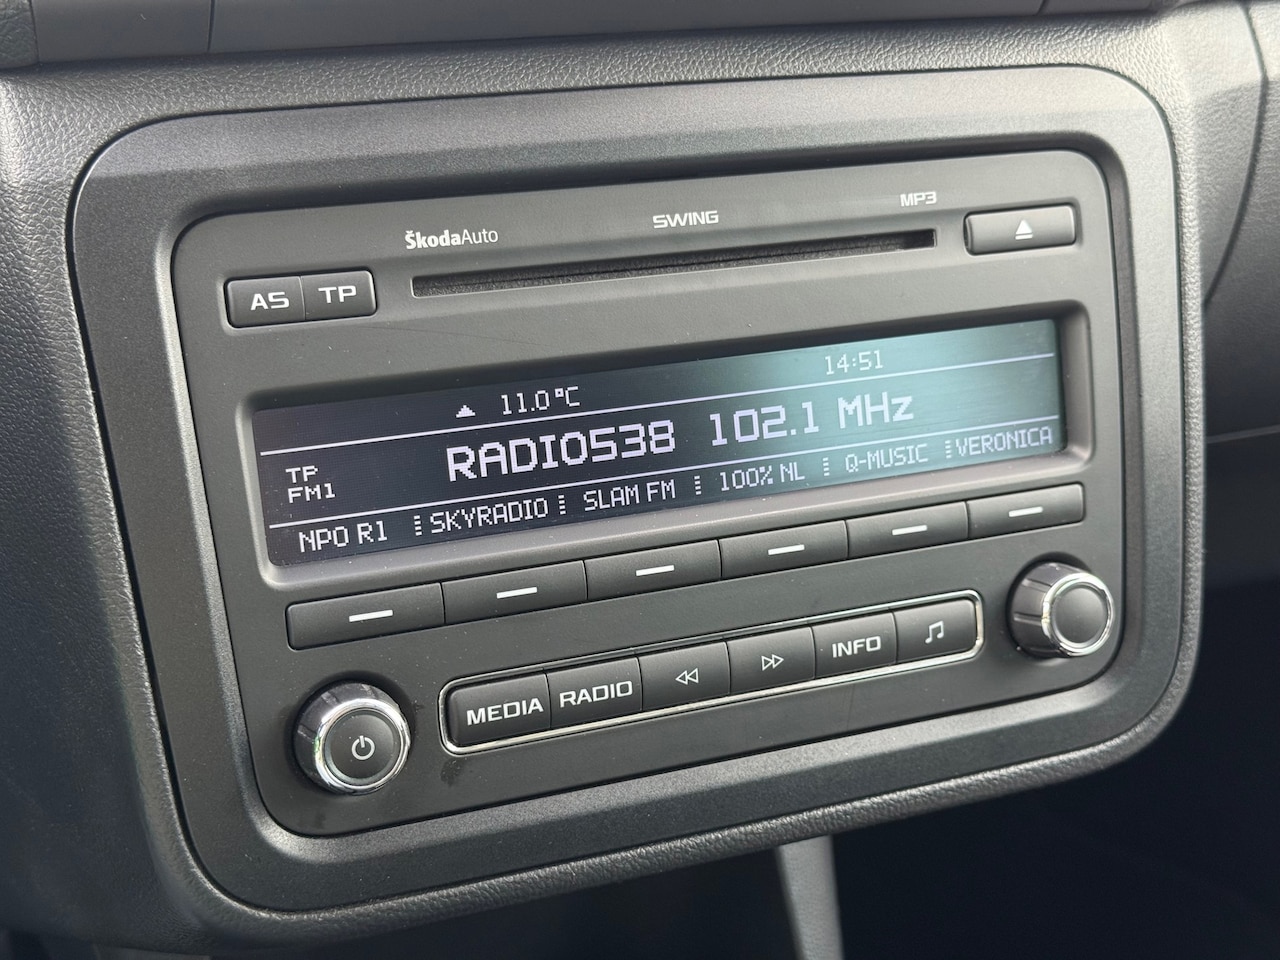 ŠkodaAuto SWING MP3
AS TP
11.0°C 14:51
TP
FM1
RADIO538 102.1 MHz
NPO R1 SKYRADIO SLAM FM 100% NL Q-MUSIC VERONICA
MEDIA RADIO INFO